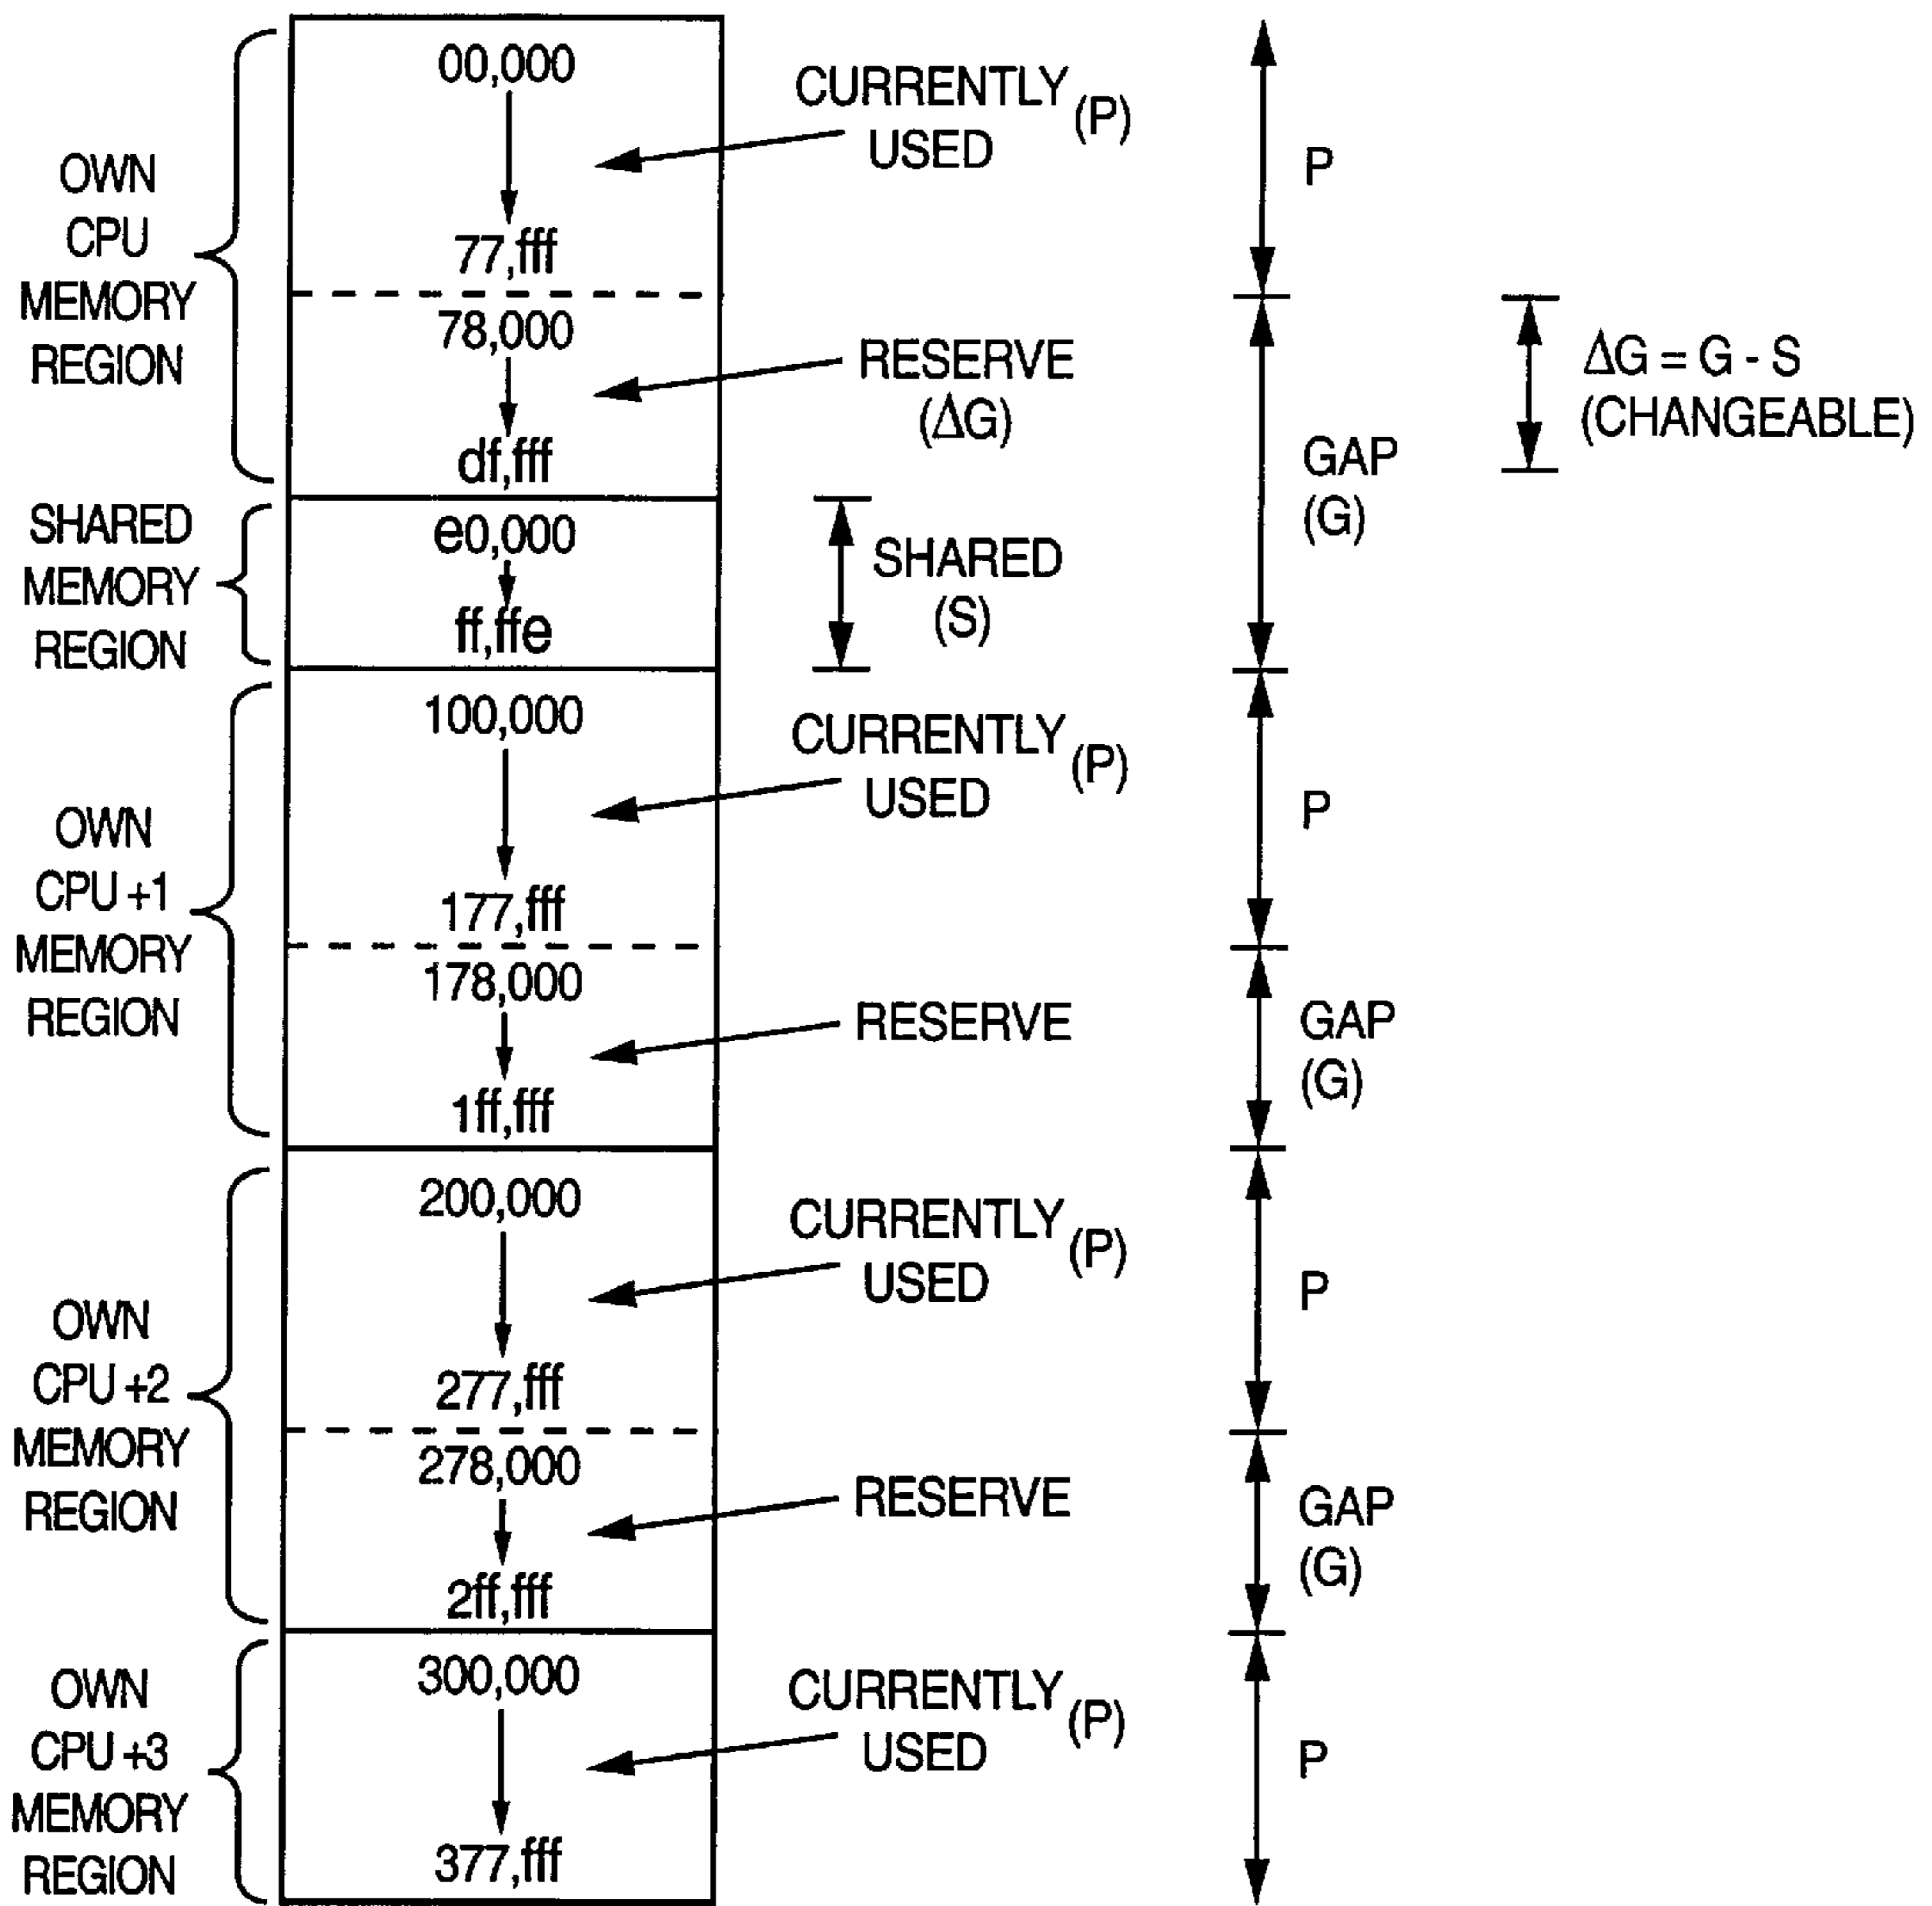 00,000
CURRENTLY
USED
(P)
P
OWN
CPU
MEMORY
REGION
77,fff
78,000
RESERVE
(ΔG)
ΔG = G - S
(CHANGEABLE)
df,fff
GAP
(G)
SHARED
MEMORY
REGION
e0,000
ff,ffe
SHARED
(S)
100,000
CURRENTLY
USED
(P)
P
OWN
CPU +1
MEMORY
REGION
177,fff
178,000
RESERVE
GAP
(G)
1ff,fff
200,000
CURRENTLY
USED
(P)
P
OWN
CPU +2
MEMORY
REGION
277,fff
278,000
RESERVE
GAP
(G)
2ff,fff
300,000
CURRENTLY
USED
(P)
P
OWN
CPU +3
MEMORY
REGION
377,fff